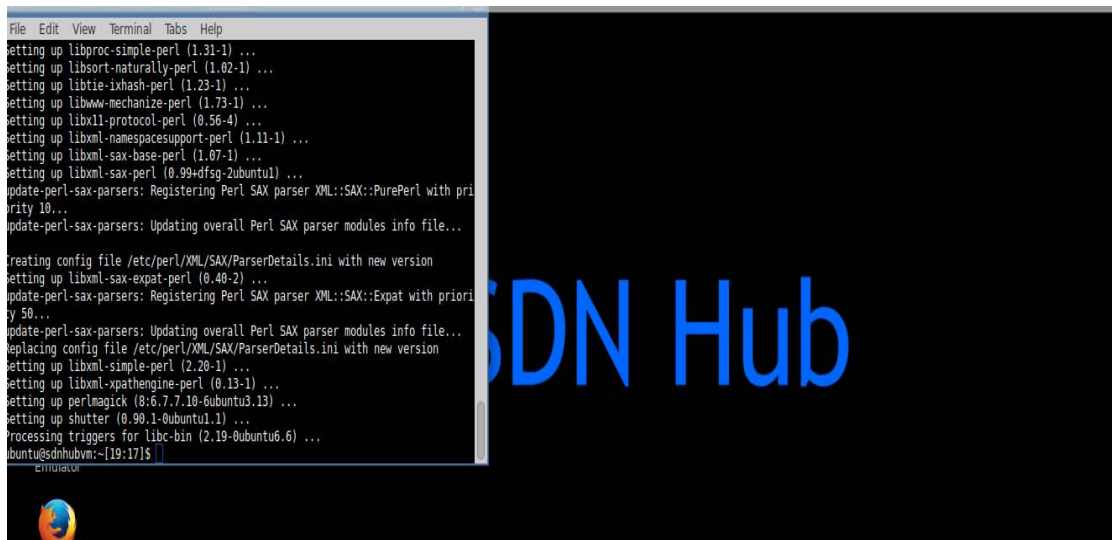 File Edit View Terminal Tabs Help
Setting up libproc-simple-perl (1.31-1) ...
Setting up libsort-naturally-perl (1.02-1) ...
Setting up libtie-ixhash-perl (1.23-1) ...
Setting up libwww-mechanize-perl (1.73-1) ...
Setting up libx11-protocol-perl (0.56-4) ...
Setting up libxml-namespacesupport-perl (1.11-1) ...
Setting up libxml-sax-base-perl (1.07-1) ...
Setting up libxml-sax-perl (0.99+dfsg-2ubuntu1) ...
update-perl-sax-parsers: Registering Perl SAX parser XML::SAX::PurePerl with pri
ority 10...
update-perl-sax-parsers: Updating overall Perl SAX parser modules info file...
Creating config file /etc/perl/XML/SAX/ParserDetails.ini with new version
Setting up libxml-sax-expat-perl (0.40-2) ...
update-perl-sax-parsers: Registering Perl SAX parser XML::SAX::Expat with priori
ty 50...
update-perl-sax-parsers: Updating overall Perl SAX parser modules info file...
Replacing config file /etc/perl/XML/SAX/ParserDetails.ini with new version
Setting up libxml-simple-perl (2.20-1) ...
Setting up libxml-xpathengine-perl (0.13-1) ...
Setting up perlmagick (8:6.7.7.10-6ubuntu3.13) ...
Setting up shutter (0.90.1-0ubuntu1.1) ...
Processing triggers for libc-bin (2.19-0ubuntu6.6) ...
ubuntu@sdnhubvm:~[19:17]$
SDN Hub
Emulator